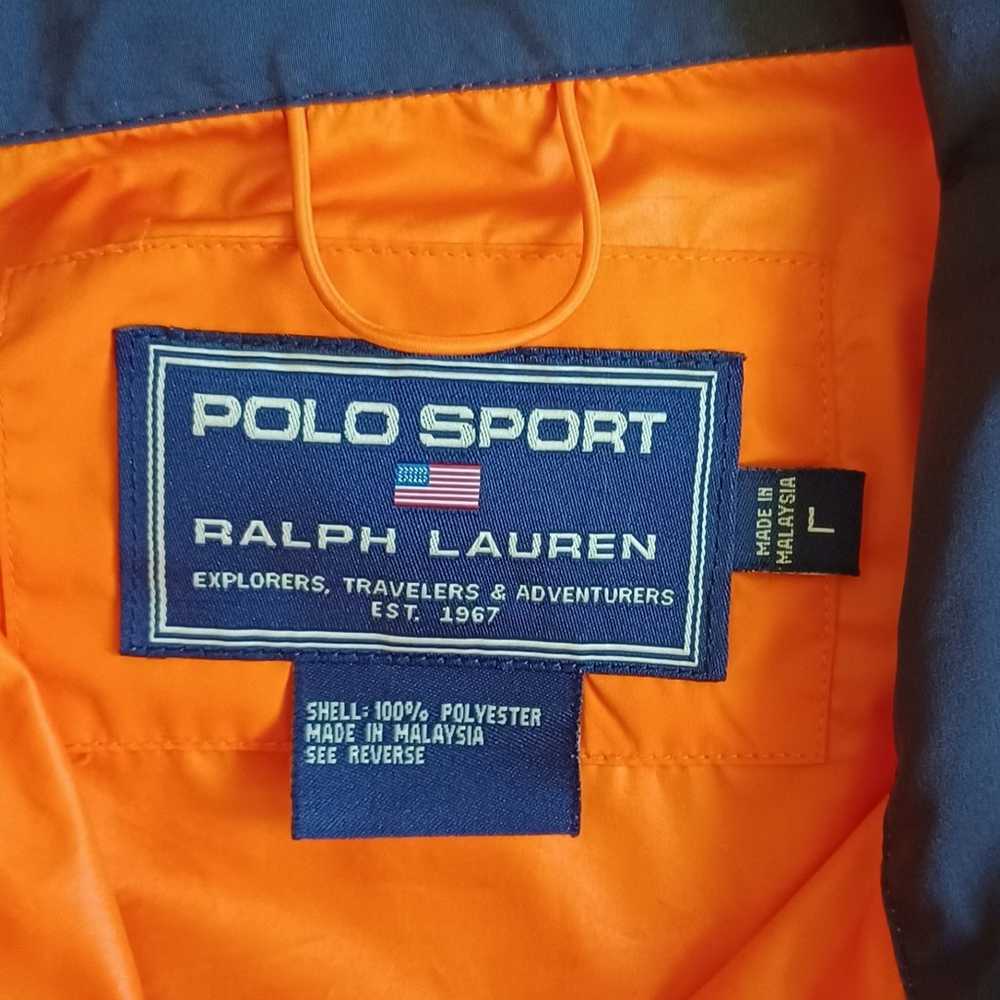 POLO SPORT
RALPH LAUREN
EXPLORERS, TRAVELERS & ADVENTURERS
EST. 1967
MADE IN
MALAYSIA
L
SHELL: 100% POLYESTER
MADE IN MALAYSIA
SEE REVERSE